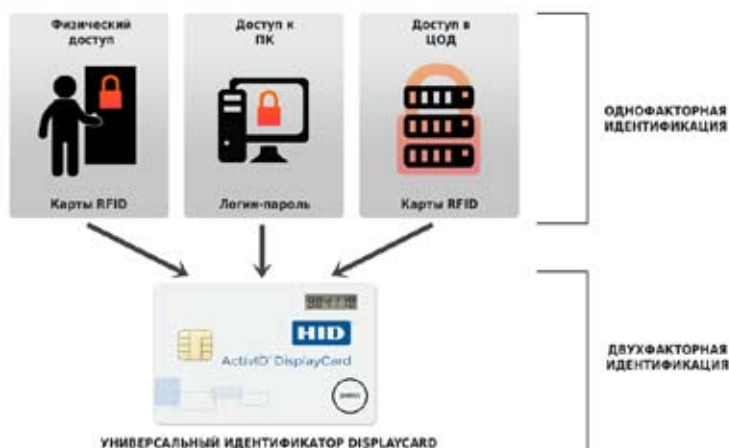 Физический
доступ
Карты RFID
Доступ к
ПК
Логин-пароль
Доступ в
ЦОД
Карты RFID
ОДНОФАКТОРНАЯ
ИДЕНТИФИКАЦИЯ
984178
HID
ActivID® DisplayCard
УНИВЕРСАЛЬНЫЙ ИДЕНТИФИКАТОР DISPLAYCARD
ДВУХФАКТОРНАЯ
ИДЕНТИФИКАЦИЯ